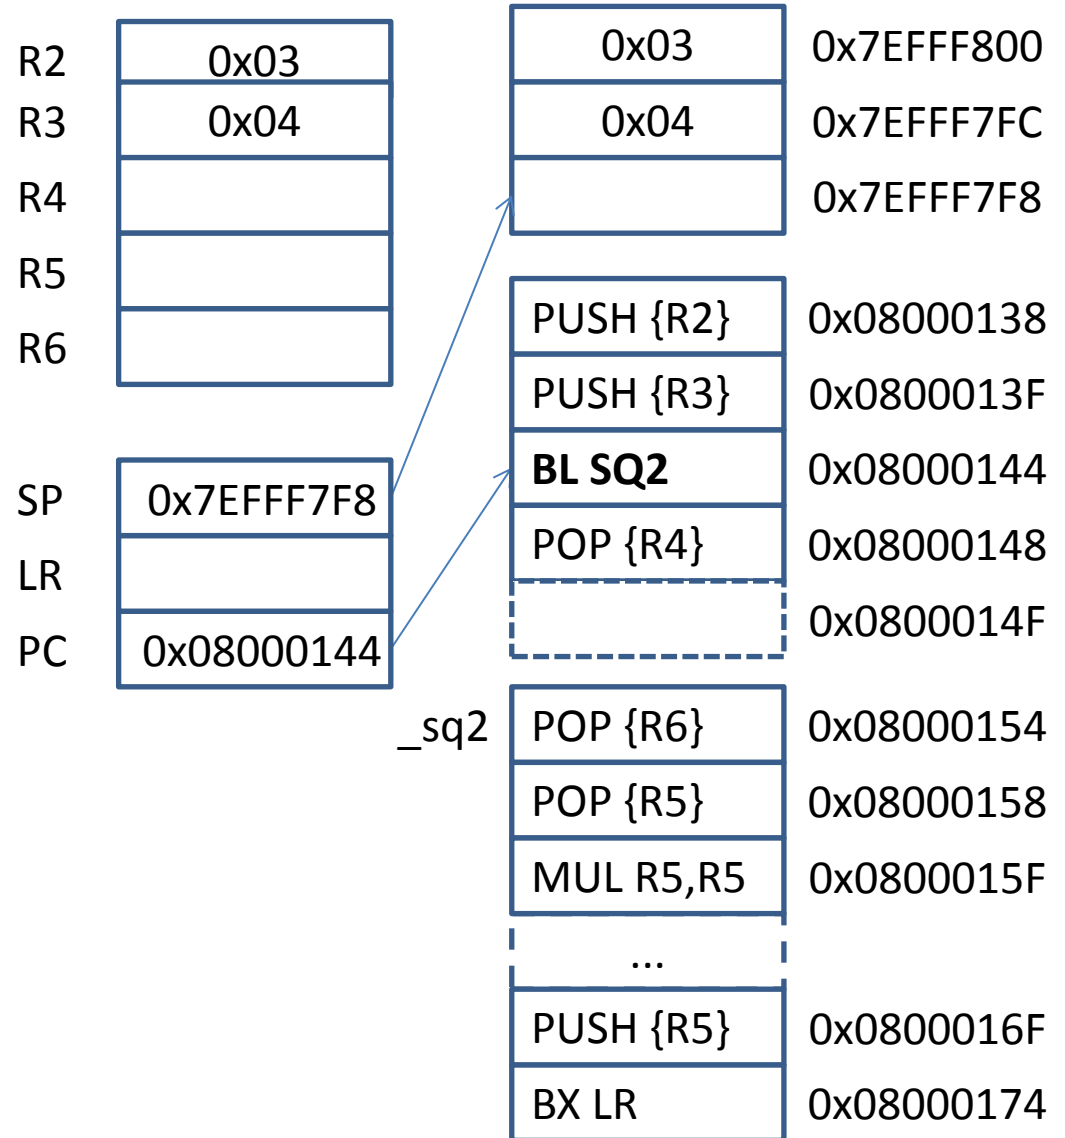 R2 0x03
R3 0x04
R4
R5
R6
SP 0x7EFFF7F8
LR
PC 0x08000144
0x03 0x7EFFF800
0x04 0x7EFFF7FC
0x7EFFF7F8
PUSH {R2} 0x08000138
PUSH {R3} 0x0800013F
BL SQ2 0x08000144
POP {R4} 0x08000148
0x0800014F
_sq2 POP {R6} 0x08000154
POP {R5} 0x08000158
MUL R5,R5 0x0800015F
...
PUSH {R5} 0x0800016F
BX LR 0x08000174